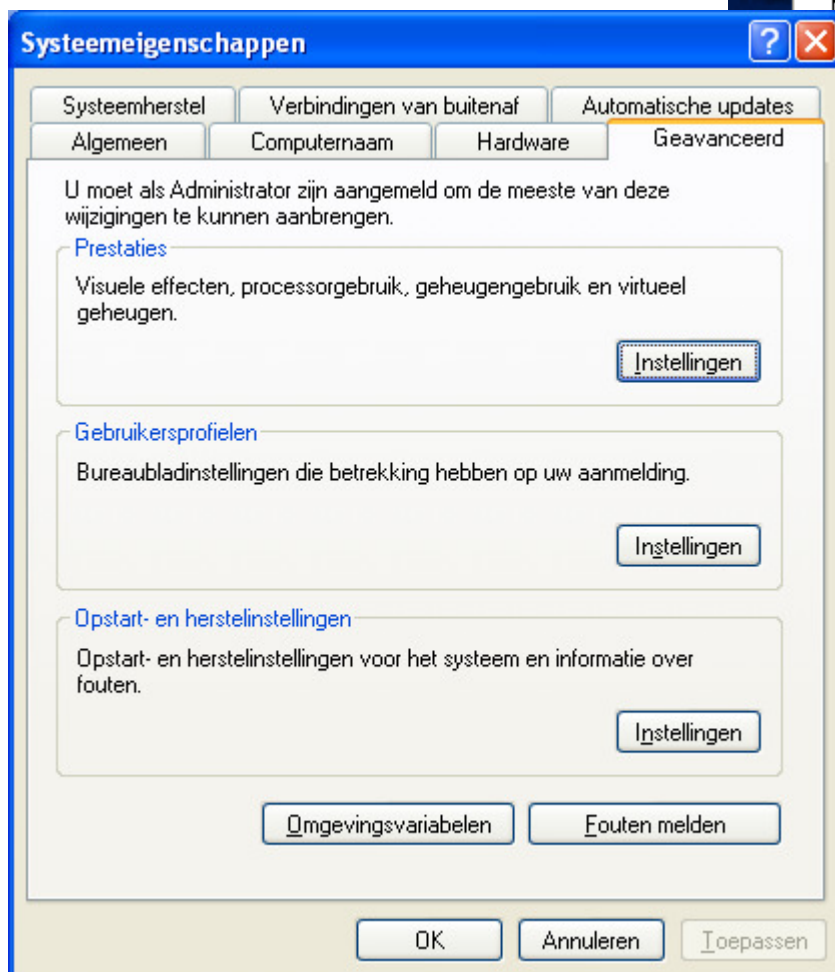 Systeemeigenschappen
Systeemherstel
Verbindingen van buitenaf
Automatische updates
Algemeen
Computernaam
Hardware
Geavanceerd
U moet als Administrator zijn aangemeld om de meeste van deze
wijzigingen te kunnen aanbrengen.
Prestaties
Visuele effecten, processorgebruik, geheugengebruik en virtueel
geheugen.
Instellingen
Gebruikersprofielen
Bureaubladinstellingen die betrekking hebben op uw aanmelding.
Instellingen
Opstart- en herstelinstellingen
Opstart- en herstelinstellingen voor het systeem en informatie over
fouten.
Instellingen
Omgevingsvariabelen
Fouten melden
OK
Annuleren
Toepassen